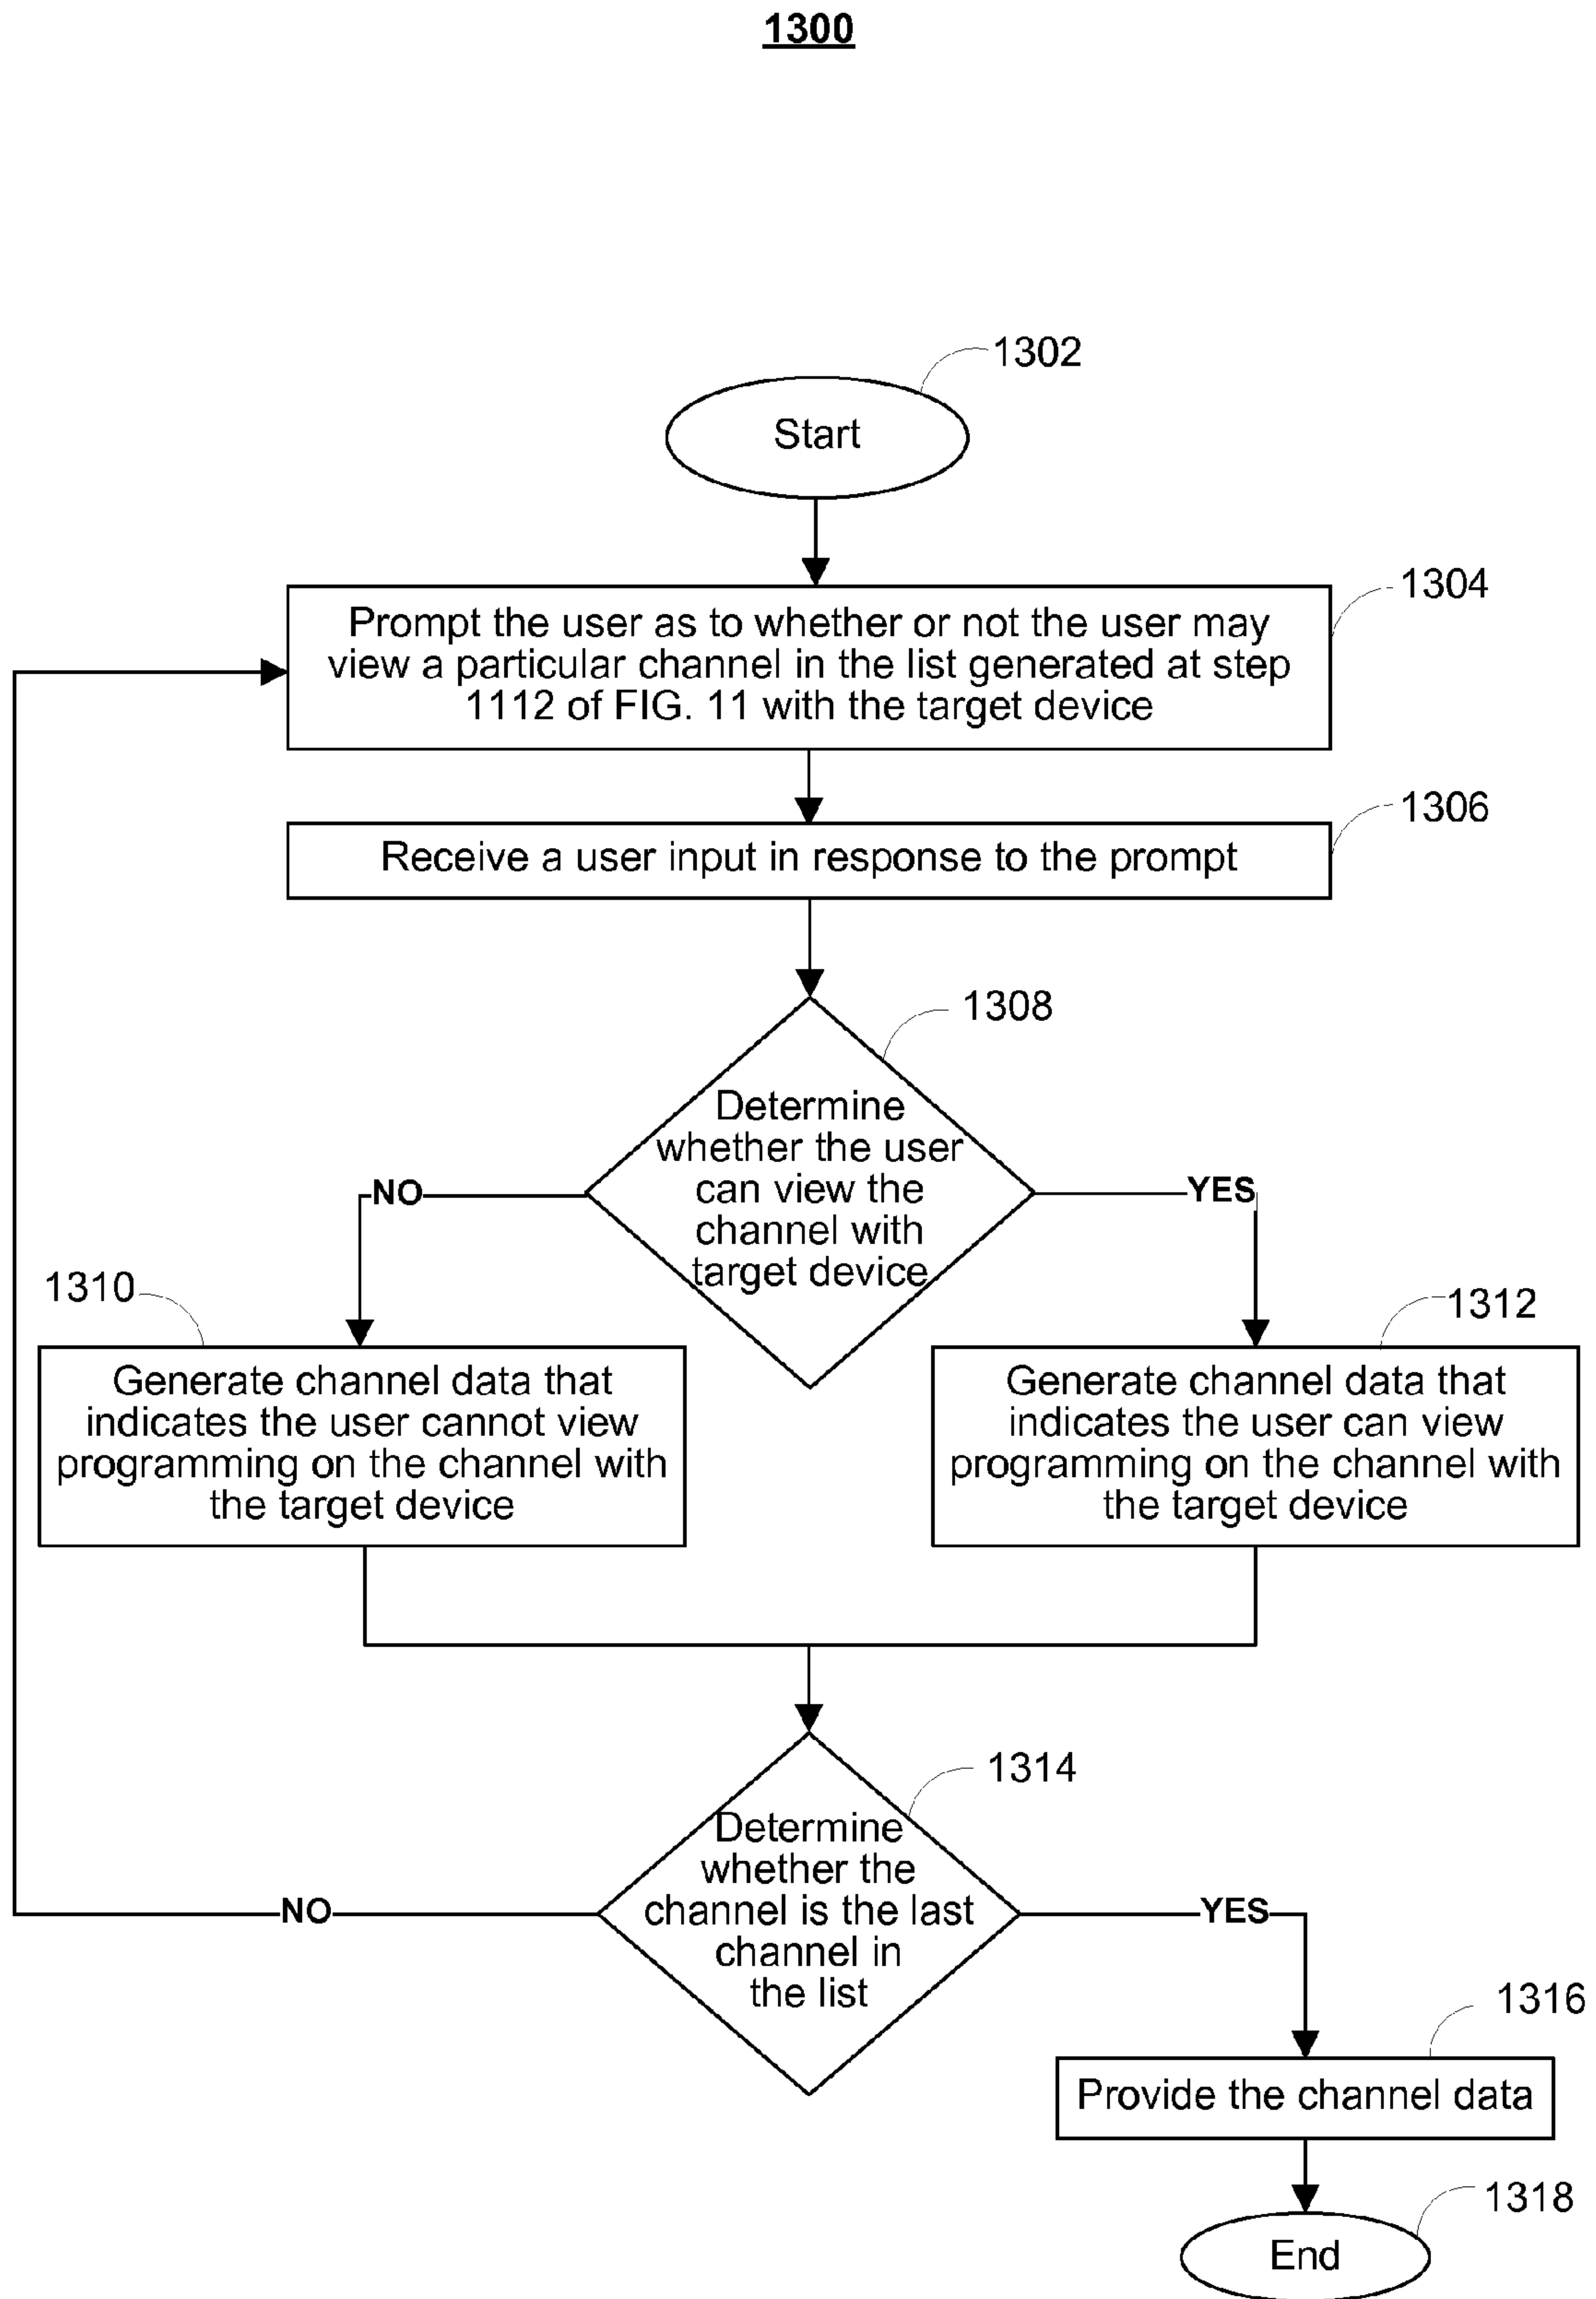 1300
1302
Start
1304
Prompt the user as to whether or not the user may
view a particular channel in the list generated at step
1112 of FIG. 11 with the target device
1306
Receive a user input in response to the prompt
1308
Determine
whether the user
can view the
channel with
target device
NO
YES
1310
1312
Generate channel data that
indicates the user cannot view
programming on the channel with
the target device
Generate channel data that
indicates the user can view
programming on the channel with
the target device
1314
Determine
whether the
channel is the last
channel in
the list
NO
YES
1316
Provide the channel data
1318
End